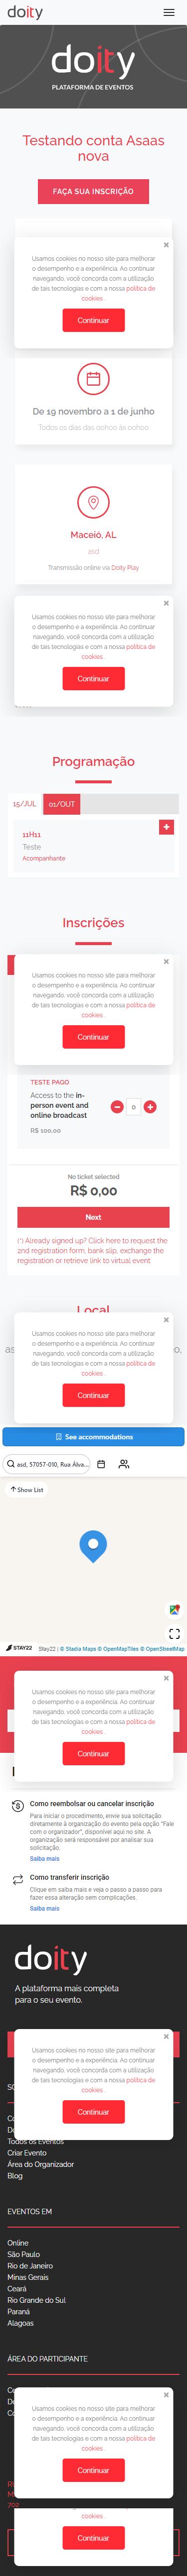 doity
doity
PLATAFORMA DE EVENTOS
Testando conta Asaas
nova
FAÇA SUA INSCRIÇÃO
×
Usamos cookies no nosso site para melhorar
o desempenho e a experiência. Ao continuar
navegando, você concorda com a utilização
de tais tecnologias e com a nossa política de
cookies .
Continuar
De 19 novembro a 1 de junho
Todos os dias das 00h00 às 00h00
Maceió, AL
asd
Transmissão online via Doity Play
×
Usamos cookies no nosso site para melhorar
o desempenho e a experiência. Ao continuar
navegando, você concorda com a utilização
de tais tecnologias e com a nossa política de
cookies .
Continuar
Programação
15/JUL 01/OUT
11H11
Teste
Acompanhante
Inscrições
×
Usamos cookies no nosso site para melhorar
o desempenho e a experiência. Ao continuar
navegando, você concorda com a utilização
de tais tecnologias e com a nossa política de
cookies .
Continuar
TESTE PAGO
Access to the in-
person event and
online broadcast
0
R$ 100,00
No ticket selected
R$ 0,00
Next
(*) Already signed up? Click here to request the
2nd registration form, bank slip, exchange the
registration or retrieve link to virtual event
Local
×
Usamos cookies no nosso site para melhorar
o desempenho e a experiência. Ao continuar
navegando, você concorda com a utilização
de tais tecnologias e com a nossa política de
cookies .
Continuar
See accommodations
asd, 57057-010, Rua Álva...
Show List
STAY22
Stay22 | © Stadia Maps © OpenMapTiles © OpenStreetMap
×
Usamos cookies no nosso site para melhorar
o desempenho e a experiência. Ao continuar
navegando, você concorda com a utilização
de tais tecnologias e com a nossa política de
cookies .
Continuar
Como reembolsar ou cancelar inscrição
Para iniciar o procedimento, envie sua solicitação
diretamente à organização do evento pela opção "Fale
com o organizador", disponível aqui no site. A
organização será responsável por analisar sua
solicitação.
Saiba mais
Como transferir inscrição
Clique em saiba mais e veja o passo a passo para
fazer essa alteração sem complicações.
Saiba mais
doity
A plataforma mais completa
para o seu evento.
×
Usamos cookies no nosso site para melhorar
o desempenho e a experiência. Ao continuar
navegando, você concorda com a utilização
de tais tecnologias e com a nossa política de
cookies .
Continuar
Todos os Eventos
Criar Evento
Área do Organizador
Blog
EVENTOS EM
Online
São Paulo
Rio de Janeiro
Minas Gerais
Ceará
Rio Grande do Sul
Paraná
Alagoas
ÁREA DO PARTICIPANTE
×
Usamos cookies no nosso site para melhorar
o desempenho e a experiência. Ao continuar
navegando, você concorda com a utilização
de tais tecnologias e com a nossa política de
cookies .
Continuar
702
cookies .
Continuar